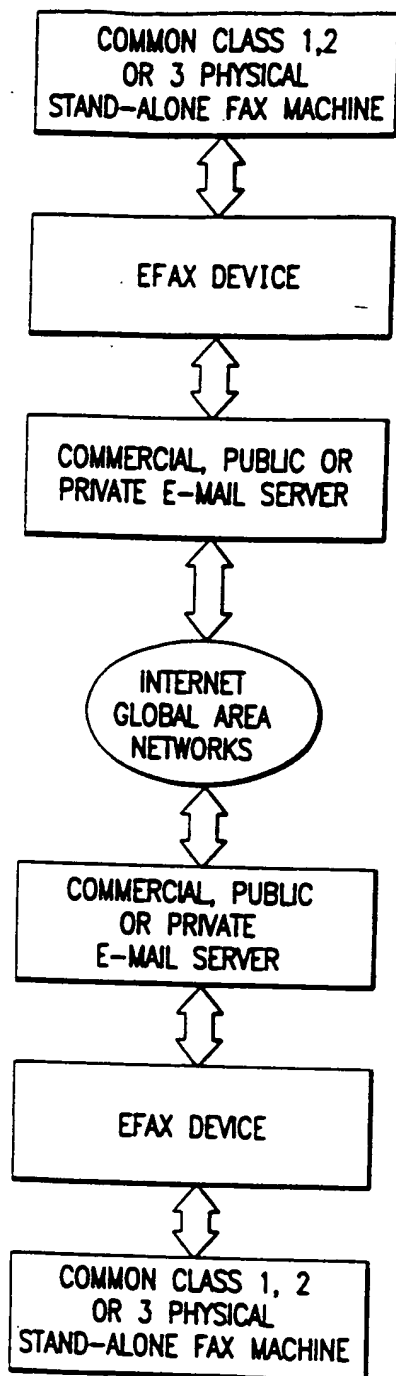 COMMON CLASS 1,2
OR 3 PHYSICAL
STAND-ALONE FAX MACHINE
EFAX DEVICE
COMMERCIAL, PUBLIC OR
PRIVATE E-MAIL SERVER
INTERNET
GLOBAL AREA
NETWORKS
COMMERCIAL, PUBLIC
OR PRIVATE
E-MAIL SERVER
EFAX DEVICE
COMMON CLASS 1, 2
OR 3 PHYSICAL
STAND-ALONE FAX MACHINE